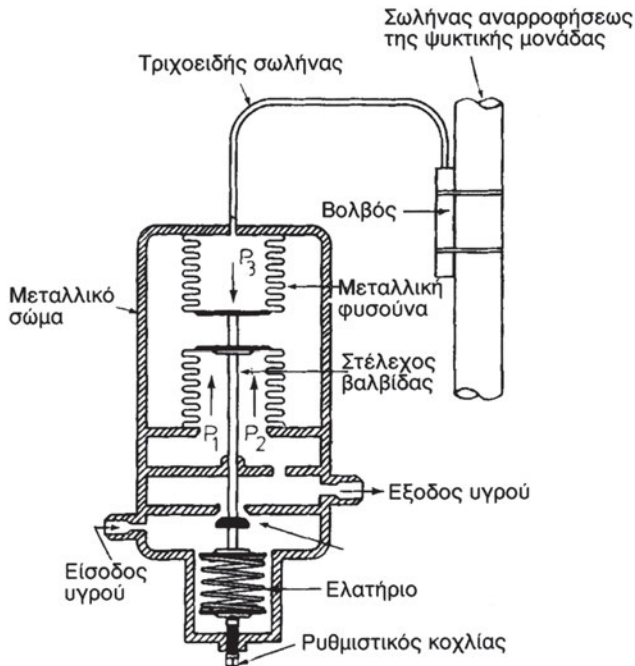 Σωλήνας αναρροφήσεως
της ψυκτικής μονάδας
Τριχοειδής σωλήνας
Βολβός
P3
Μεταλλική
φυσούνα
Μεταλλικό
σώμα
Στέλεχος
βαλβίδας
P1
P2
Εξοδος υγρού
Είσοδος
υγρού
Ελατήριο
Ρυθμιστικός κοχλίας